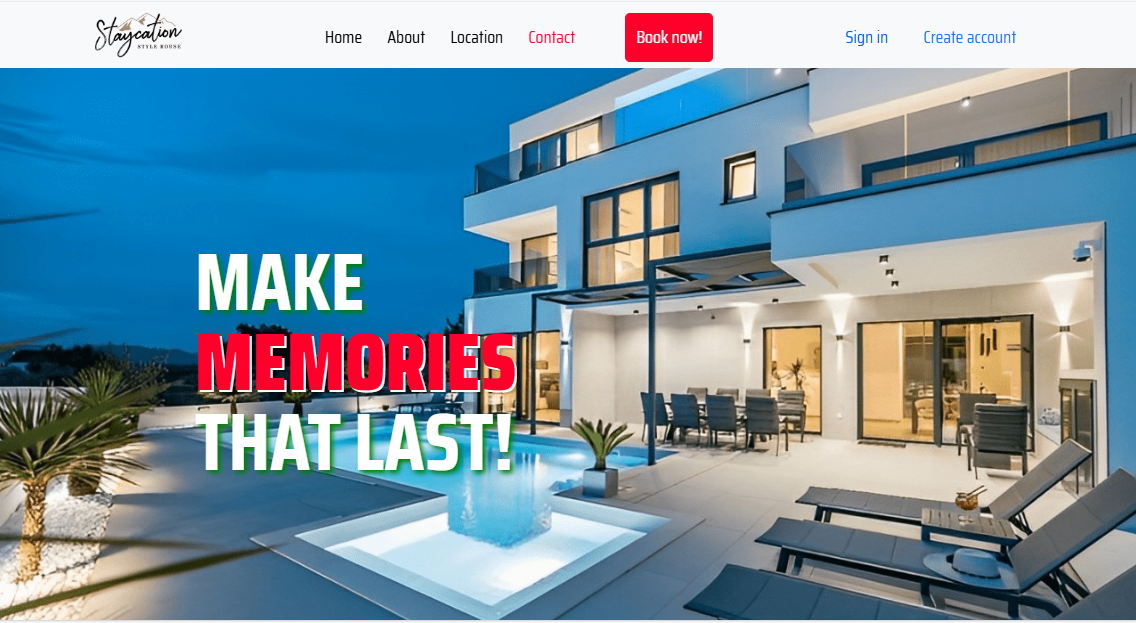 Staycation
STYLE HOUSE
Home About Location Contact Book now! Sign in Create account
MAKE
MEMORIES
THAT LAST!